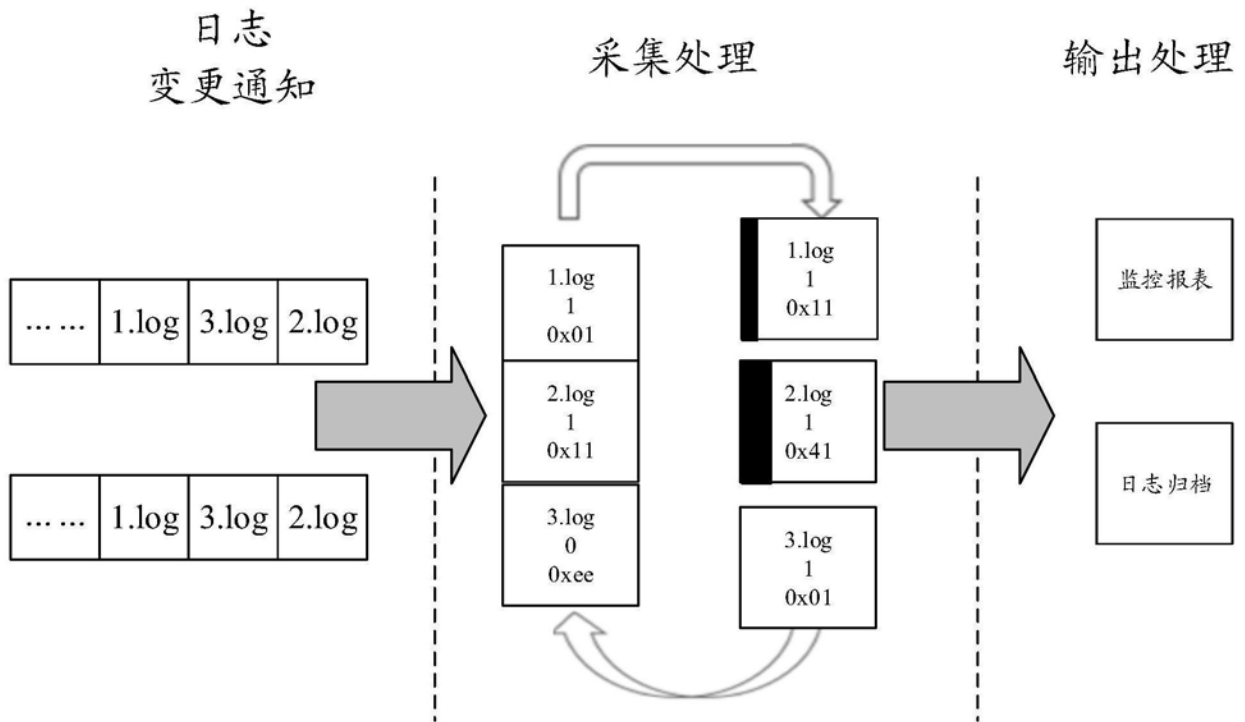 日志
变更通知
采集处理
输出处理
... ... 1.log 3.log 2.log
... ... 1.log 3.log 2.log
1.log
1
0x01
2.log
1
0x11
3.log
0
0xee
1.log
1
0x11
2.log
1
0x41
3.log
1
0x01
监控报表
日志归档